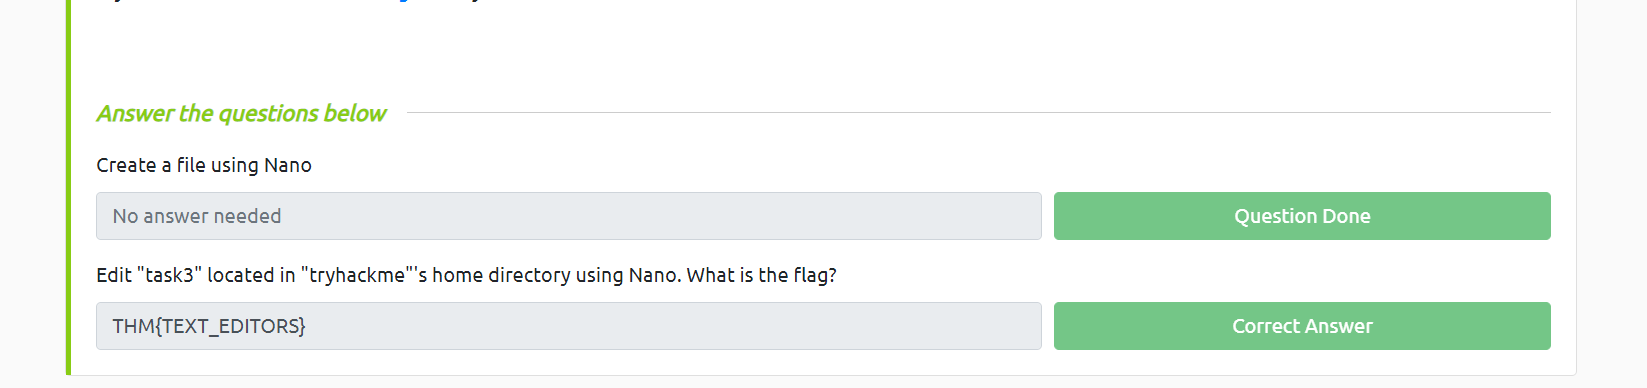 Answer the questions below
Create a file using Nano
No answer needed
Question Done
Edit "task3" located in "tryhackme"'s home directory using Nano. What is the flag?
THM{TEXT_EDITORS}
Correct Answer